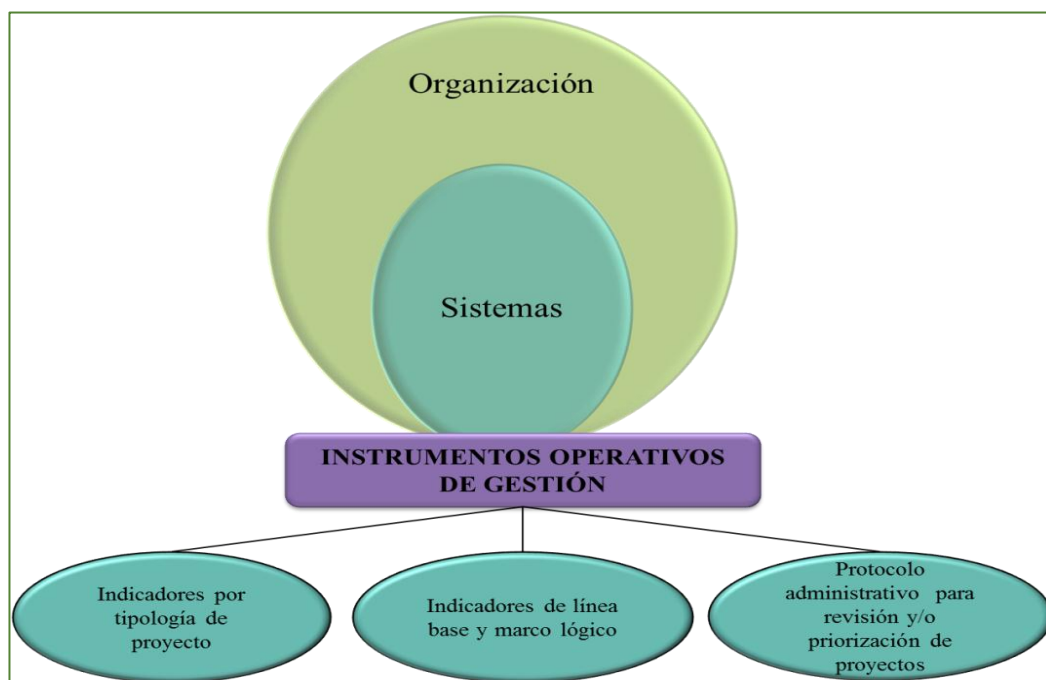 Organización
Sistemas
INSTRUMENTOS OPERATIVOS
DE GESTIÓN
Indicadores por
tipología de
proyecto
Indicadores de línea
base y marco lógico
Protocolo
administrativo para
revisión y/o
priorización de
proyectos